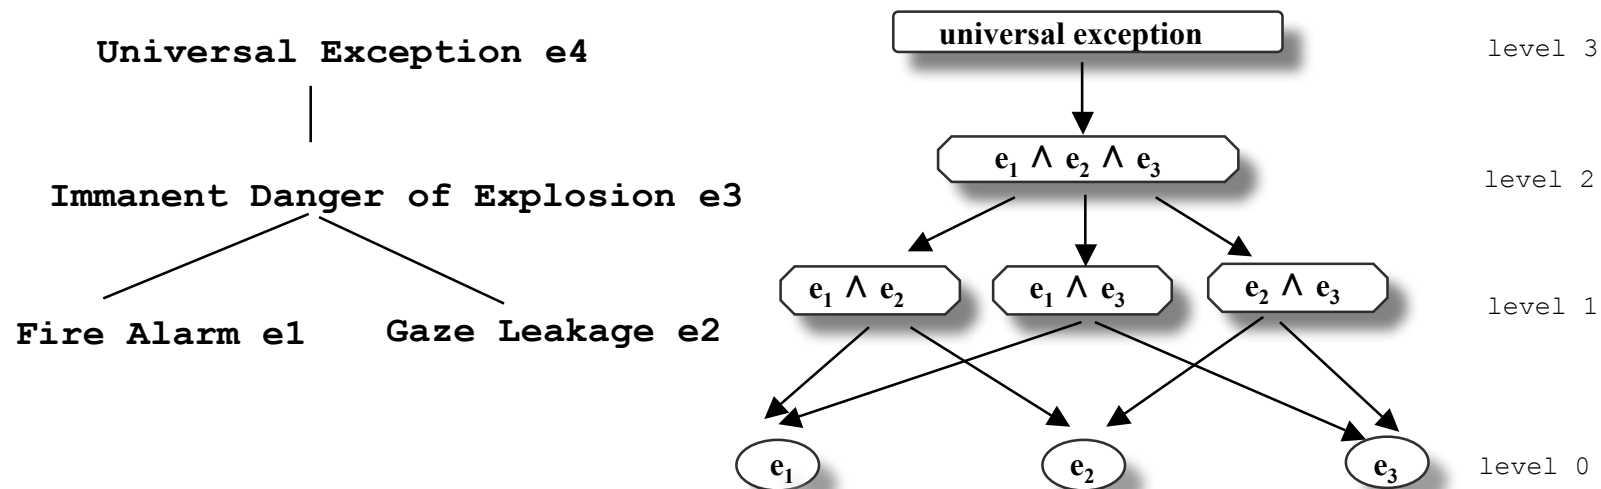 Universal Exception e4
Immanent Danger of Explosion e3
Fire Alarm e1
Gaze Leakage e2
universal exception
level 3
e₁ ∧ e₂ ∧ e₃
level 2
e₁ ∧ e₂
e₁ ∧ e₃
e₂ ∧ e₃
level 1
e₁
e₂
e₃
level 0